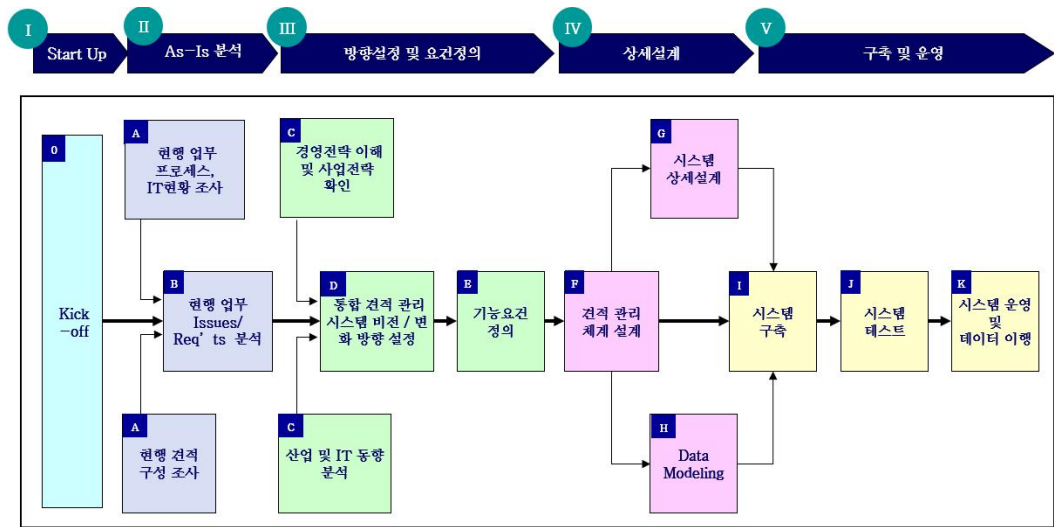 I
Start Up
II
As-Is 분석
III
방향설정 및 요건정의
IV
상세설계
V
구축 및 운영
0
Kick
-off
A
현행 업무
프로세스,
IT현황 조사
B
현행 업무
Issues/
Req' ts 분석
A
현행 견적
구성 조사
C
경영전략 이해
및 사업전략
확인
D
통합 견적 관리
시스템 비전 / 변
화 방향 설정
C
산업 및 IT 동향
분석
E
기능요건
정의
F
견적 관리
체계 설계
G
시스템
상세설계
H
Data
Modeling
I
시스템
구축
J
시스템
테스트
K
시스템 운영
및
데이터 이행